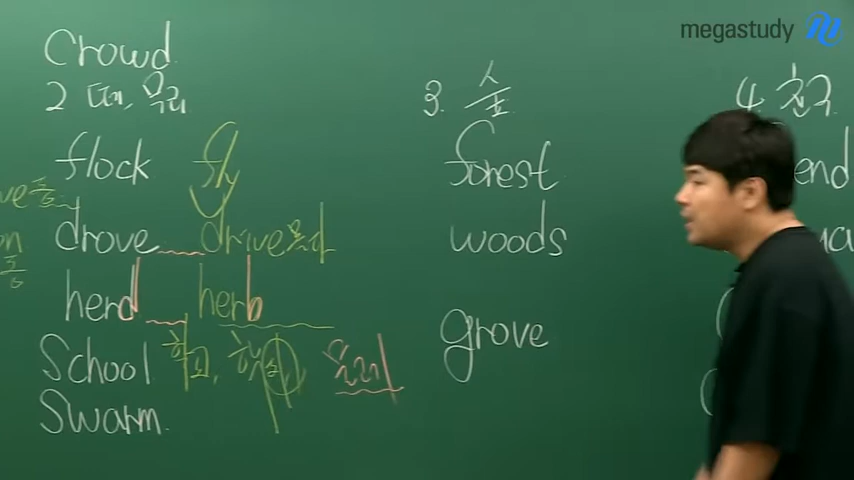 megastudy
Crowd
2 떼, 무리
flock fly
drove drive
herd herb
School 학교, 학생
swarm
3. 숲
forest
woods
grove
4. 친구
end